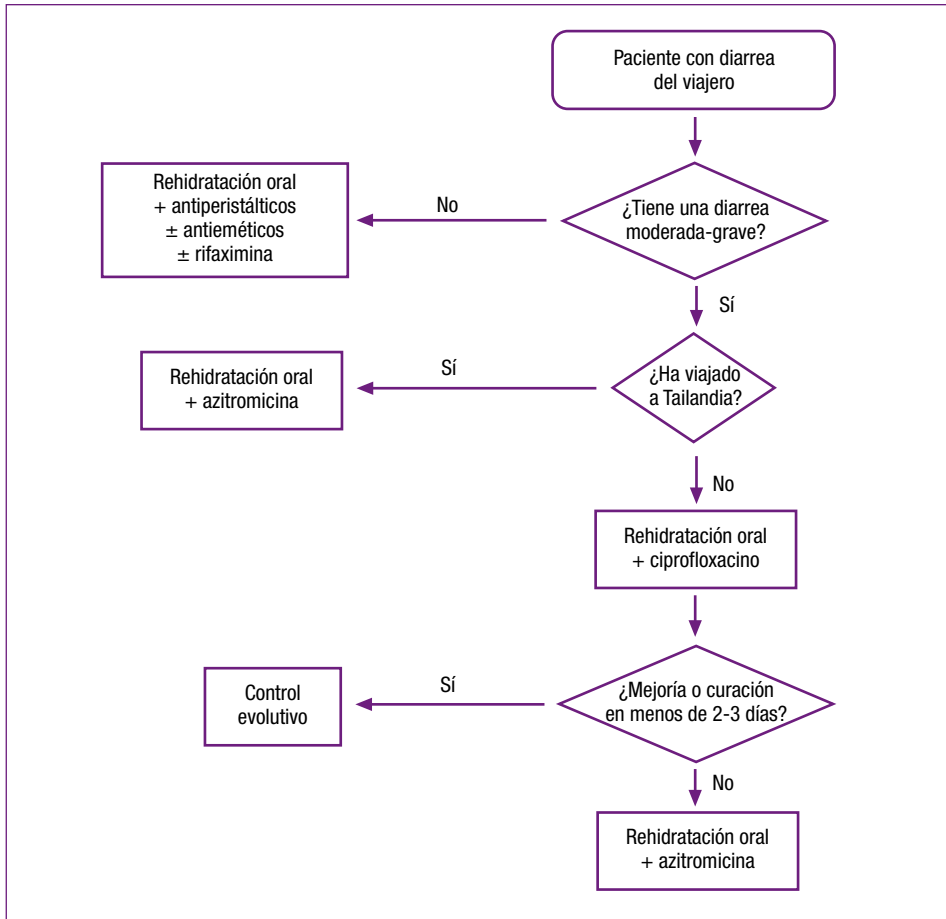 Paciente con diarrea
del viajero
¿Tiene una diarrea
moderada-grave?
No
Rehidratación oral
+ antiperistálticos
± antieméticos
± rifaximina
Sí
¿Ha viajado
a Tailandia?
Sí
Rehidratación oral
+ azitromicina
No
Rehidratación oral
+ ciprofloxacino
¿Mejoría o curación
en menos de 2-3 días?
Sí
Control
evolutivo
No
Rehidratación oral
+ azitromicina